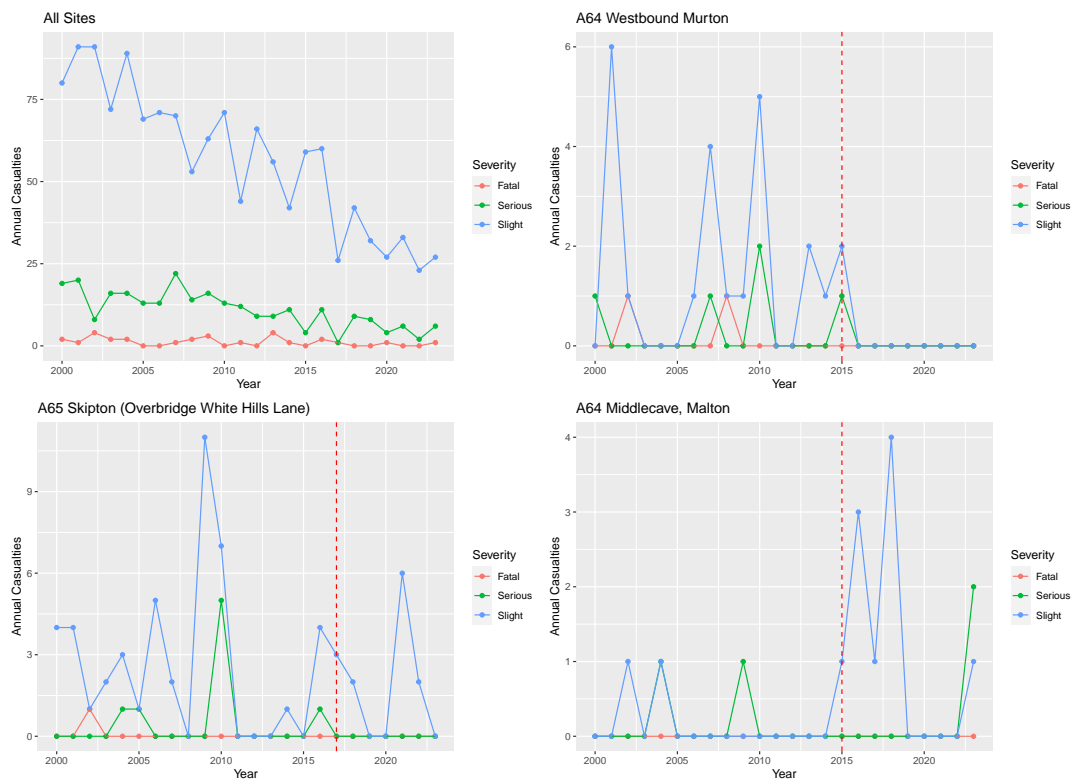 All Sites
75
50
25
0
Annual Casualties
2000
2005
2010
2015
2020
Year
Severity
Fatal
Serious
Slight
A64 Westbound Murton
6
4
2
0
Annual Casualties
2000
2005
2010
2015
2020
Year
Severity
Fatal
Serious
Slight
A65 Skipton (Overbridge White Hills Lane)
9
6
3
0
Annual Casualties
2000
2005
2010
2015
2020
Year
Severity
Fatal
Serious
Slight
A64 Middlecave, Malton
4
3
2
1
0
Annual Casualties
2000
2005
2010
2015
2020
Year
Severity
Fatal
Serious
Slight